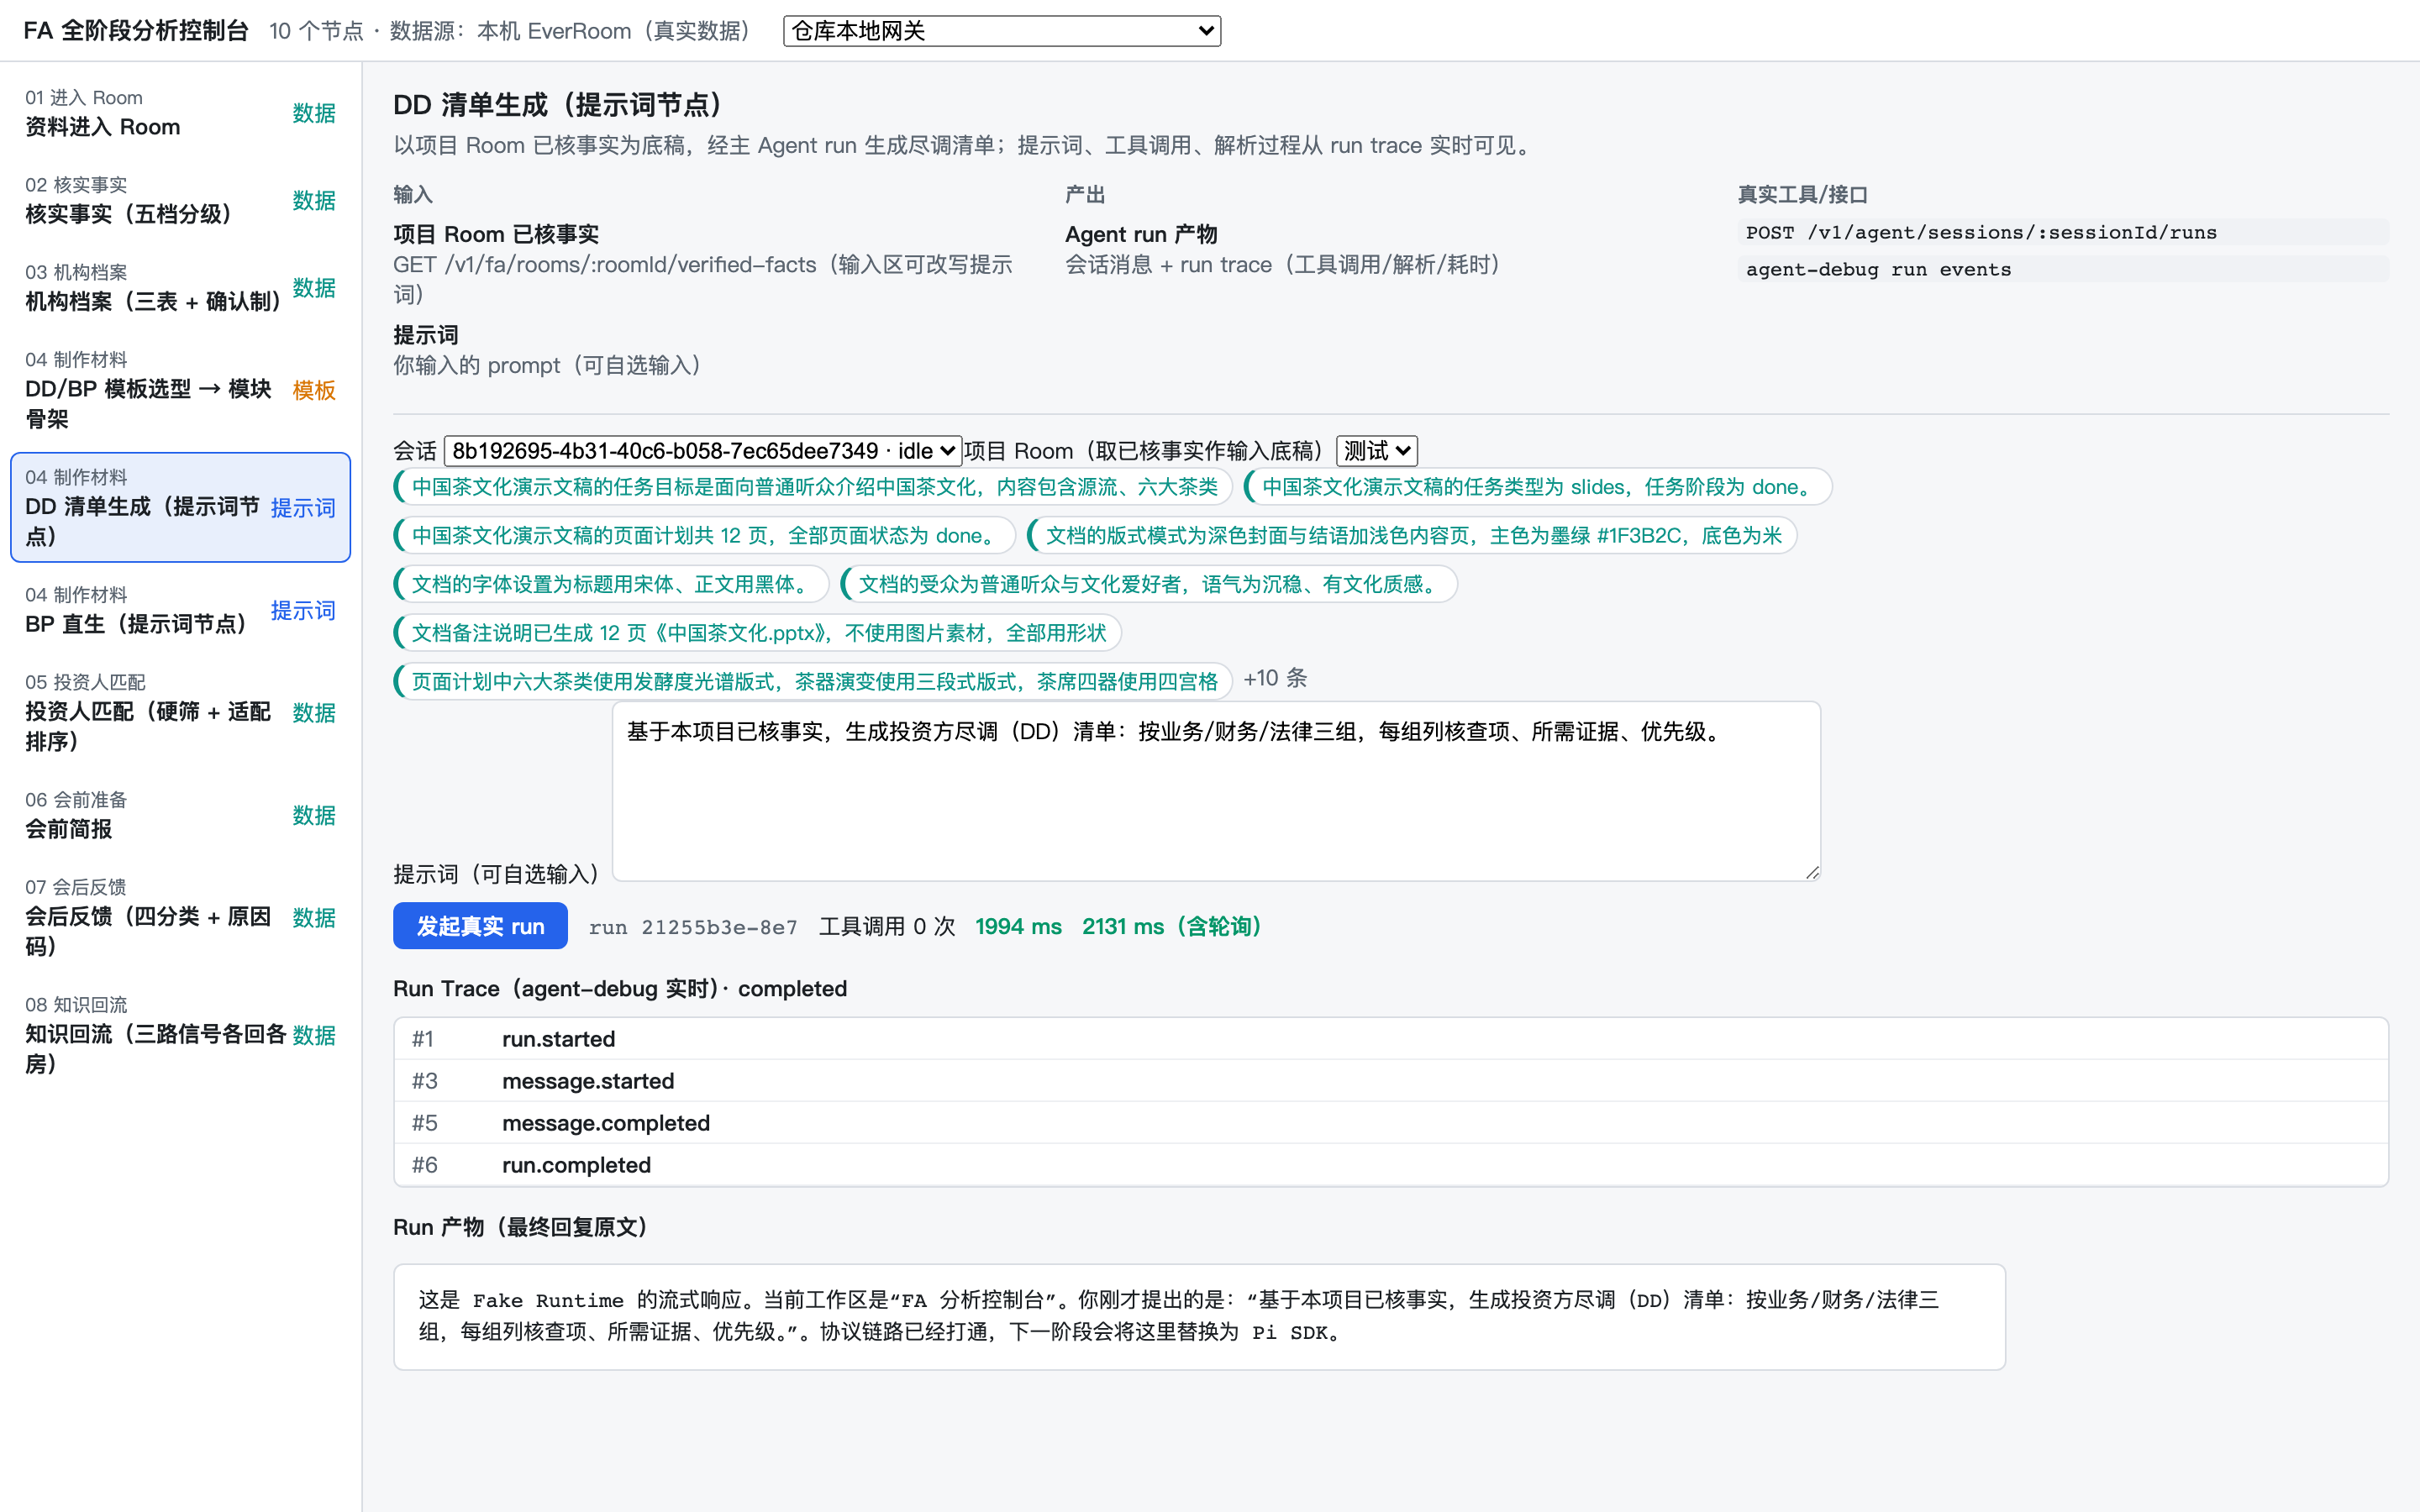 FA 全阶段分析控制台 10 个节点 · 数据源：本机 EverRoom（真实数据） 仓库本地网关
01 进入 Room
资料进入 Room
数据
02 核实事实
核实事实（五档分级）
数据
03 机构档案
机构档案（三表 + 确认制）
数据
04 制作材料
DD/BP 模板选型 → 模块
骨架
模板
04 制作材料
DD 清单生成（提示词节
点）
提示词
04 制作材料
BP 直生（提示词节点）
提示词
05 投资人匹配
投资人匹配（硬筛 + 适配
排序）
数据
06 会前准备
会前简报
数据
07 会后反馈
会后反馈（四分类 + 原因
码）
数据
08 知识回流
知识回流（三路信号各回各
房）
数据
DD 清单生成（提示词节点）
以项目 Room 已核事实为底稿，经主 Agent run 生成尽调清单；提示词、工具调用、解析过程从 run trace 实时可见。
输入
项目 Room 已核事实
GET /v1/fa/rooms/:roomId/verified-facts（输入区可改写提示
词）
提示词
你输入的 prompt（可自选输入）
产出
Agent run 产物
会话消息 + run trace（工具调用/解析/耗时）
真实工具/接口
POST /v1/agent/sessions/:sessionId/runs
agent-debug run events
会话 8b192695-4b31-40c6-b058-7ec65dee7349 · idle 项目 Room（取已核事实作输入底稿） 测试
中国茶文化演示文稿的任务目标是面向普通听众介绍中国茶文化，内容包含源流、六大茶类 中国茶文化演示文稿的任务类型为 slides，任务阶段为 done。
中国茶文化演示文稿的页面计划共 12 页，全部页面状态为 done。 文档的版式模式为深色封面与结语加浅色内容页，主色为墨绿 #1F3B2C，底色为米
文档的字体设置为标题用宋体、正文用黑体。 文档的受众为普通听众与文化爱好者，语气为沉稳、有文化质感。
文档备注说明已生成 12 页《中国茶文化.pptx》，不使用图片素材，全部用形状
页面计划中六大茶类使用发酵度光谱版式，茶器演变使用三段式版式，茶席四器使用四宫格 +10 条
基于本项目已核事实，生成投资方尽调（DD）清单：按业务/财务/法律三组，每组列核查项、所需证据、优先级。
提示词（可自选输入）
发起真实 run run 21255b3e-8e7 工具调用 0 次 1994 ms 2131 ms（含轮询）
Run Trace（agent-debug 实时）· completed
#1 run.started
#3 message.started
#5 message.completed
#6 run.completed
Run 产物（最终回复原文）
这是 Fake Runtime 的流式响应。当前工作区是“FA 分析控制台”。你刚才提出的是：“基于本项目已核事实，生成投资方尽调（DD）清单：按业务/财务/法律三
组，每组列核查项、所需证据、优先级。”。协议链路已经打通，下一阶段会将这里替换为 Pi SDK。